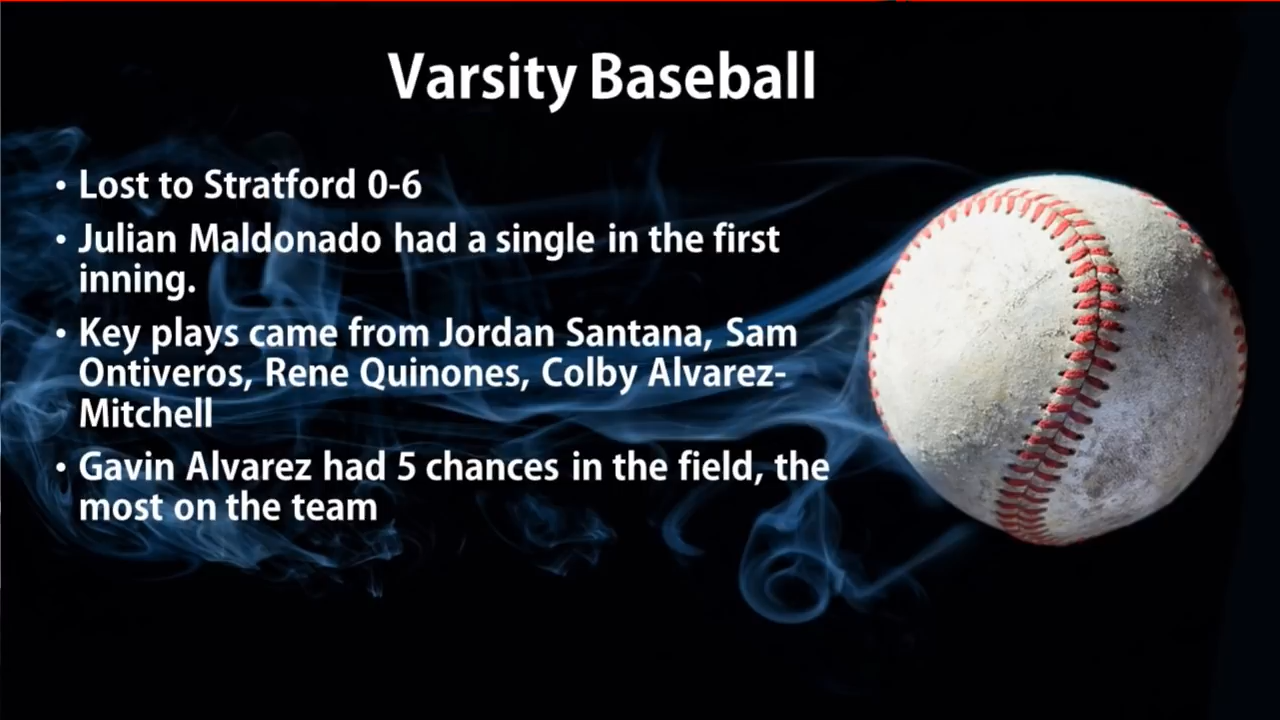 Varsity Baseball
• Lost to Stratford 0-6
• Julian Maldonado had a single in the first
inning.
• Key plays came from Jordan Santana, Sam
Ontiveros, Rene Quinones, Colby Alvarez-
Mitchell
• Gavin Alvarez had 5 chances in the field, the
most on the team